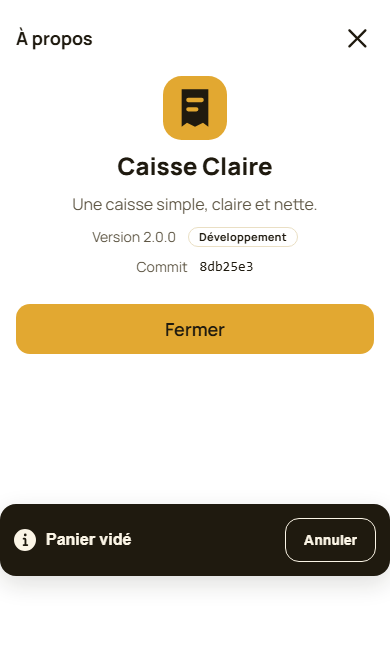 À propos
Caisse Claire
Une caisse simple, claire et nette.
Version 2.0.0 Développement
Commit 8db25e3
Fermer
Panier vidé Annuler